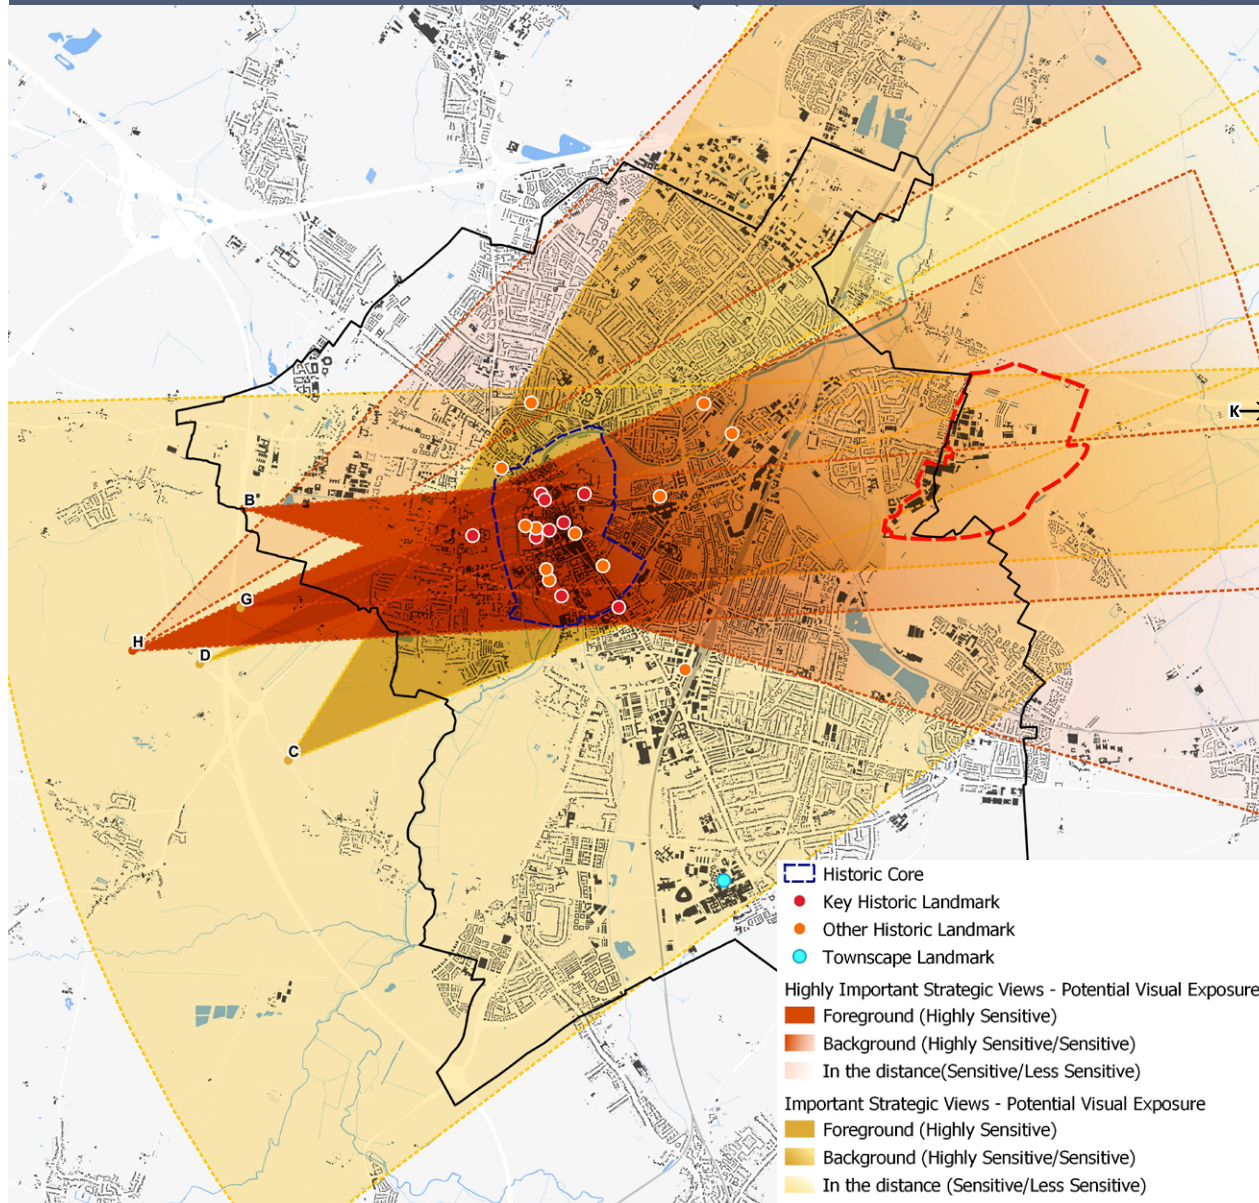 K
B
G
H
D
C
Historic Core
Key Historic Landmark
Other Historic Landmark
Townscape Landmark
Highly Important Strategic Views - Potential Visual Exposure
Foreground (Highly Sensitive)
Background (Highly Sensitive/Sensitive)
In the distance(Sensitive/Less Sensitive)
Important Strategic Views - Potential Visual Exposure
Foreground (Highly Sensitive)
Background (Highly Sensitive/Sensitive)
In the distance (Sensitive/Less Sensitive)